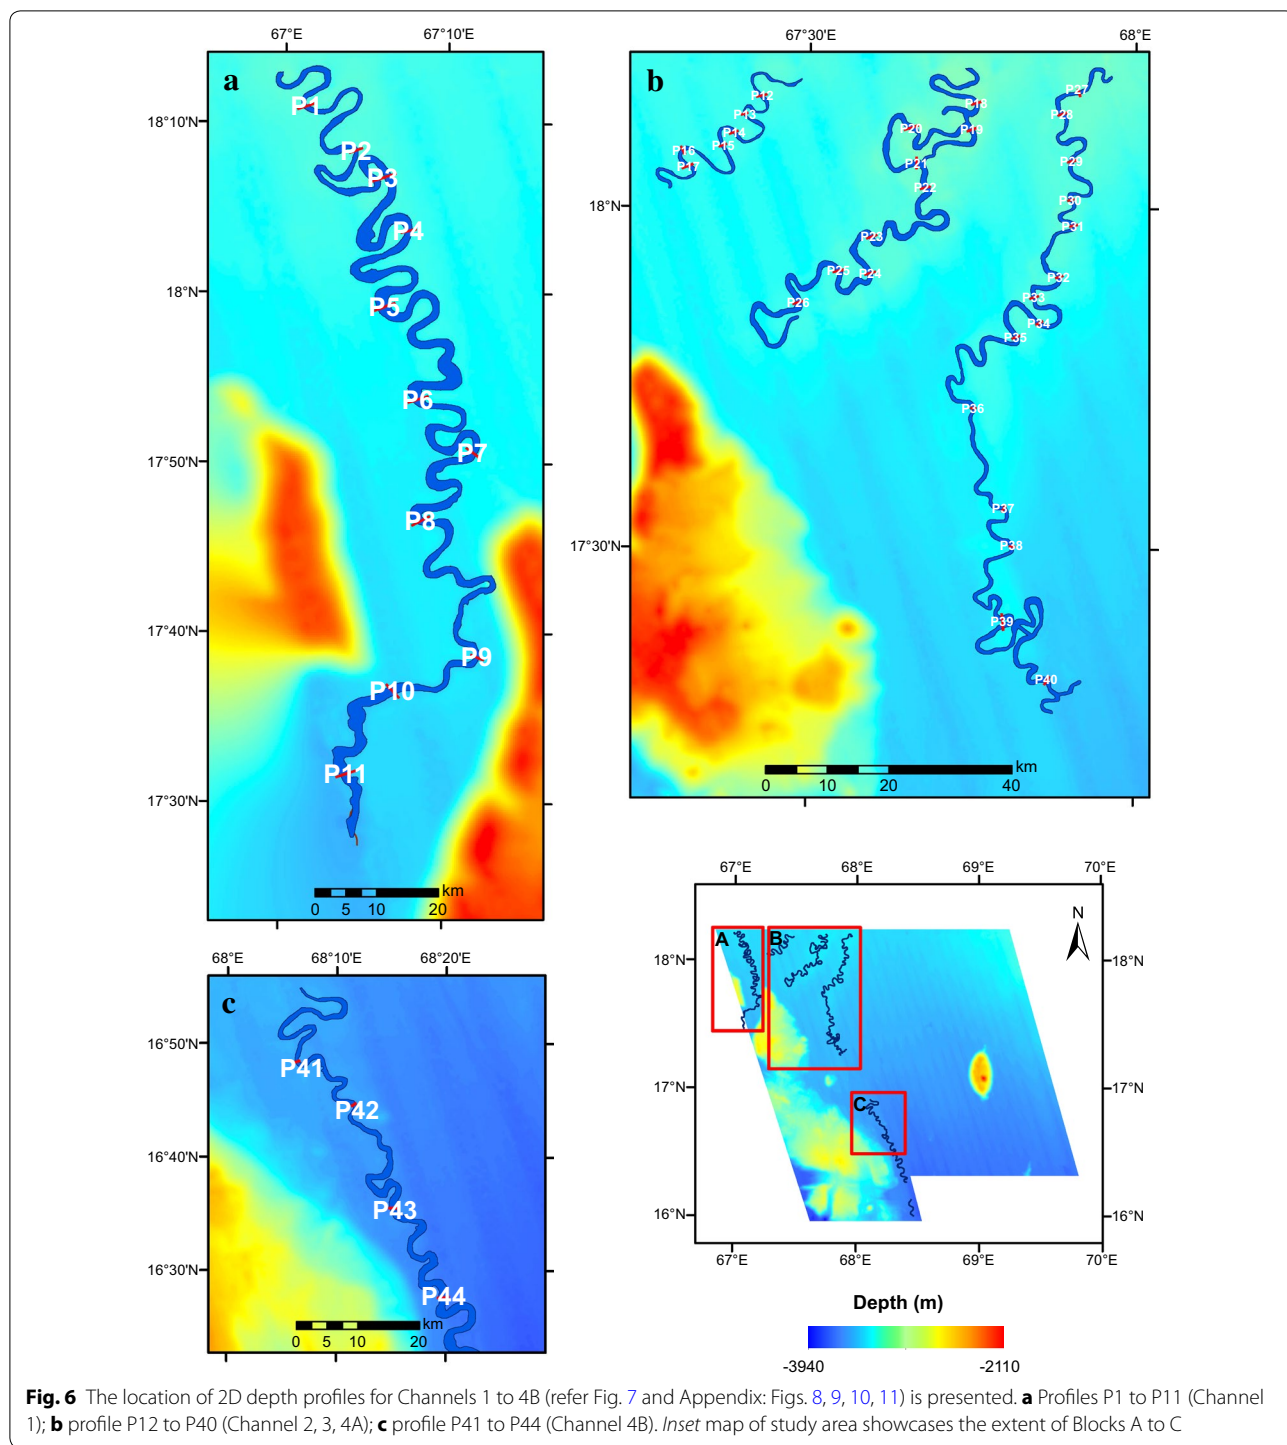 67°E 67°10'E
a
18°10'N
18°N
17°50'N
17°40'N
17°30'N
P1
P2
P3
P4
P5
P6
P7
P8
P9
P10
P11
km
0 5 10 20
67°30'E 68°E
b
18°N
17°30'N
P12
P13
P14
P15
P16
P17
P18
P19
P20
P21
P22
P23
P24
P25
P26
P27
P28
P29
P30
P31
P32
P33
P34
P35
P36
P37
P38
P39
P40
km
0 10 20 40
68°E 68°10'E 68°20'E
c
16°50'N
16°40'N
16°30'N
P41
P42
P43
P44
km
0 5 10 20
67°E 68°E 69°E 70°E
N
A B
C
18°N 18°N
17°N 17°N
16°N 16°N
67°E 68°E 69°E 70°E
Depth (m)
-3940 -2110
Fig. 6 The location of 2D depth profiles for Channels 1 to 4B (refer Fig. 7 and Appendix: Figs. 8, 9, 10, 11) is presented. a Profiles P1 to P11 (Channel
1); b profile P12 to P40 (Channel 2, 3, 4A); c profile P41 to P44 (Channel 4B). Inset map of study area showcases the extent of Blocks A to C